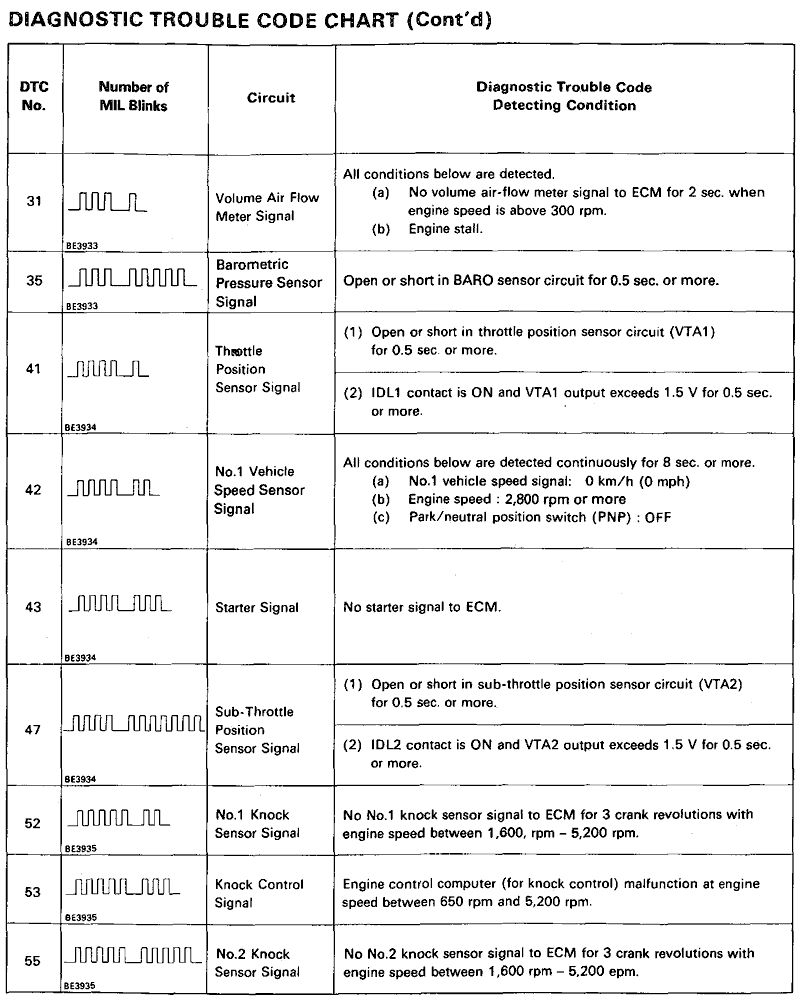 DIAGNOSTIC TROUBLE CODE CHART (Cont'd)
DTC
No.
Number of
MIL Blinks
Circuit
Diagnostic Trouble Code
Detecting Condition
31
BE3933
Volume Air Flow
Meter Signal
All conditions below are detected.
(a) No volume air-flow meter signal to ECM for 2 sec. when
engine speed is above 300 rpm.
(b) Engine stall.
35
BE3933
Barometric
Pressure Sensor
Signal
Open or short in BARO sensor circuit for 0.5 sec. or more.
41
BE3934
Throttle
Position
Sensor Signal
(1) Open or short in throttle position sensor circuit (VTA1)
for 0.5 sec. or more.
(2) IDL1 contact is ON and VTA1 output exceeds 1.5 V for 0.5 sec.
or more.
42
BE3934
No.1 Vehicle
Speed Sensor
Signal
All conditions below are detected continuously for 8 sec. or more.
(a) No.1 vehicle speed signal: 0 km/h (0 mph)
(b) Engine speed : 2,800 rpm or more
(c) Park/neutral position switch (PNP) : OFF
43
BE3934
Starter Signal
No starter signal to ECM.
47
BE3934
Sub-Throttle
Position
Sensor Signal
(1) Open or short in sub-throttle position sensor circuit (VTA2)
for 0.5 sec. or more.
(2) IDL2 contact is ON and VTA2 output exceeds 1.5 V for 0.5 sec.
or more.
52
BE3935
No.1 Knock
Sensor Signal
No No.1 knock sensor signal to ECM for 3 crank revolutions with
engine speed between 1,600, rpm – 5,200 rpm.
53
BE3935
Knock Control
Signal
Engine control computer (for knock control) malfunction at engine
speed between 650 rpm and 5,200 rpm.
55
BE3935
No.2 Knock
Sensor Signal
No No.2 knock sensor signal to ECM for 3 crank revolutions with
engine speed between 1,600 rpm – 5,200 epm.